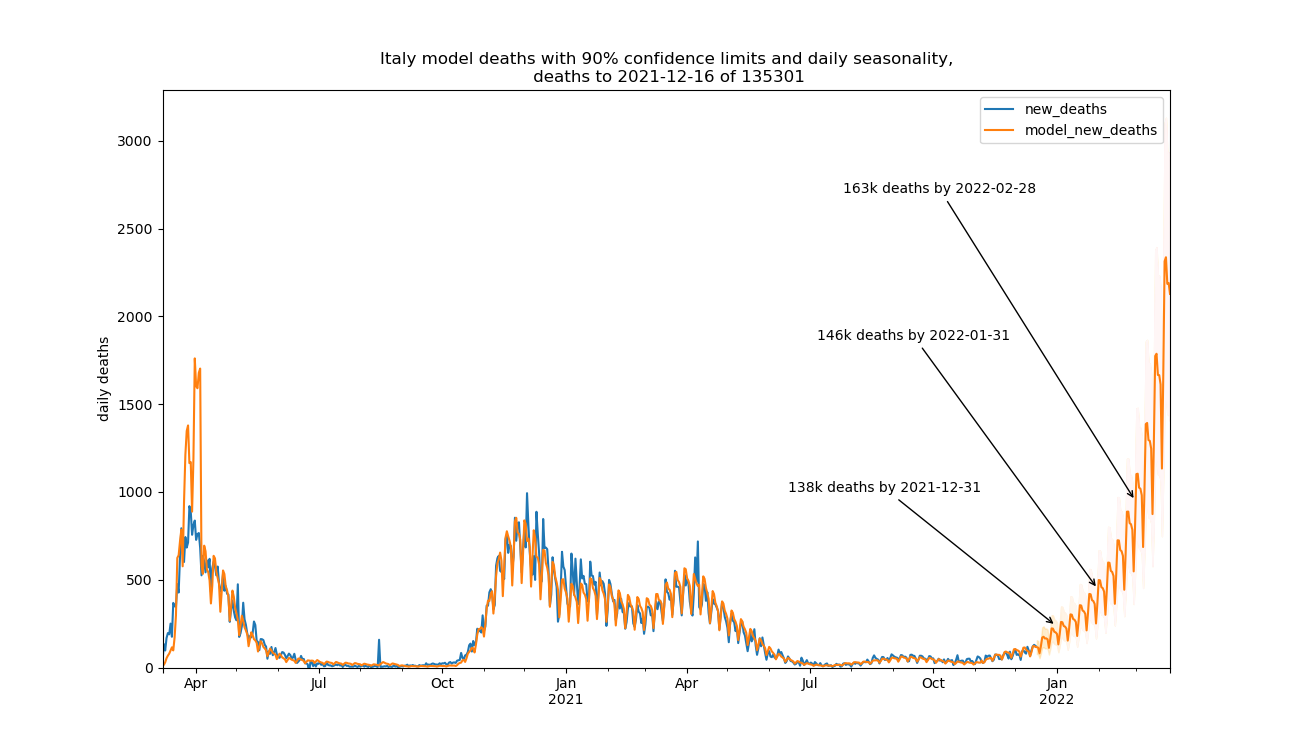 Italy model deaths with 90% confidence limits and daily seasonality,
deaths to 2021-12-16 of 135301
new_deaths
model_new_deaths
3000
2500
2000
1500
1000
500
0
daily deaths
163k deaths by 2022-02-28
146k deaths by 2022-01-31
138k deaths by 2021-12-31
Apr Jul Oct Jan Apr Jul Oct Jan
2021 2022